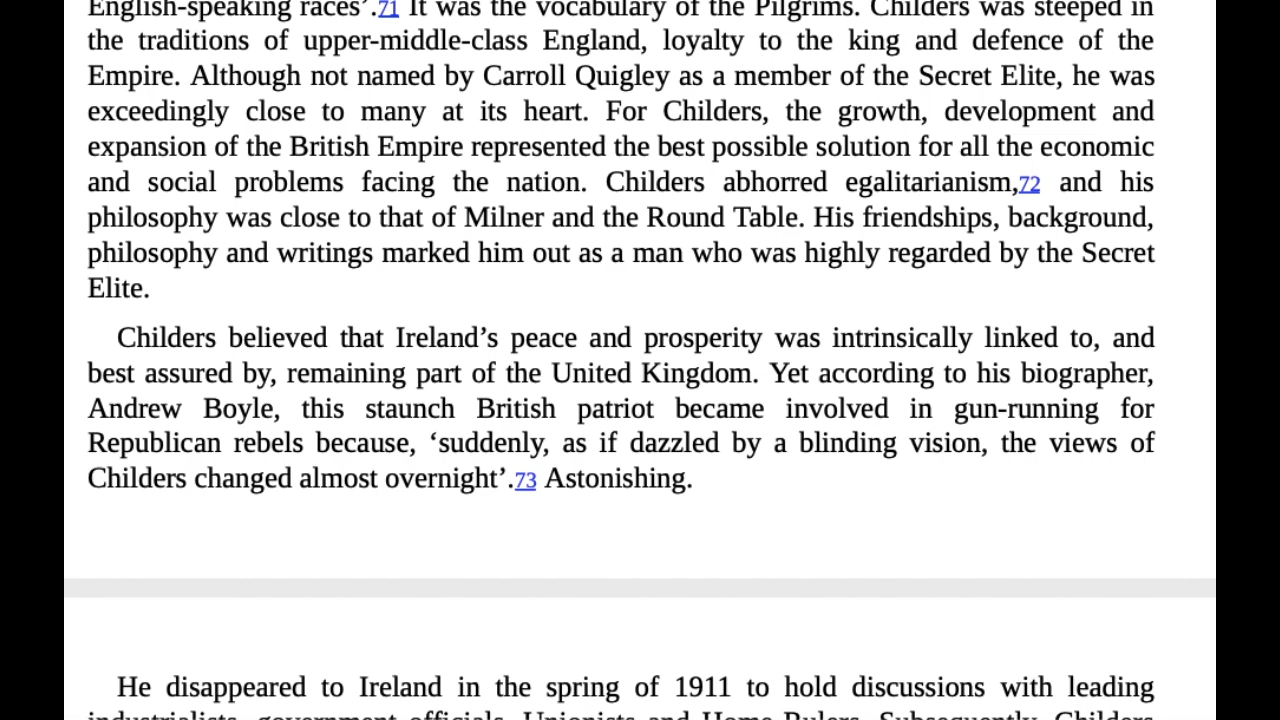 English-speaking races’.71 It was the vocabulary of the Pilgrims. Childers was steeped in
the traditions of upper-middle-class England, loyalty to the king and defence of the
Empire. Although not named by Carroll Quigley as a member of the Secret Elite, he was
exceedingly close to many at its heart. For Childers, the growth, development and
expansion of the British Empire represented the best possible solution for all the economic
and social problems facing the nation. Childers abhorred egalitarianism,72 and his
philosophy was close to that of Milner and the Round Table. His friendships, background,
philosophy and writings marked him out as a man who was highly regarded by the Secret
Elite.
Childers believed that Ireland’s peace and prosperity was intrinsically linked to, and
best assured by, remaining part of the United Kingdom. Yet according to his biographer,
Andrew Boyle, this staunch British patriot became involved in gun-running for
Republican rebels because, ‘suddenly, as if dazzled by a blinding vision, the views of
Childers changed almost overnight’.73 Astonishing.
He disappeared to Ireland in the spring of 1911 to hold discussions with leading
industrialists, government officials, Unionists and Home Rulers. Subsequently, Childers